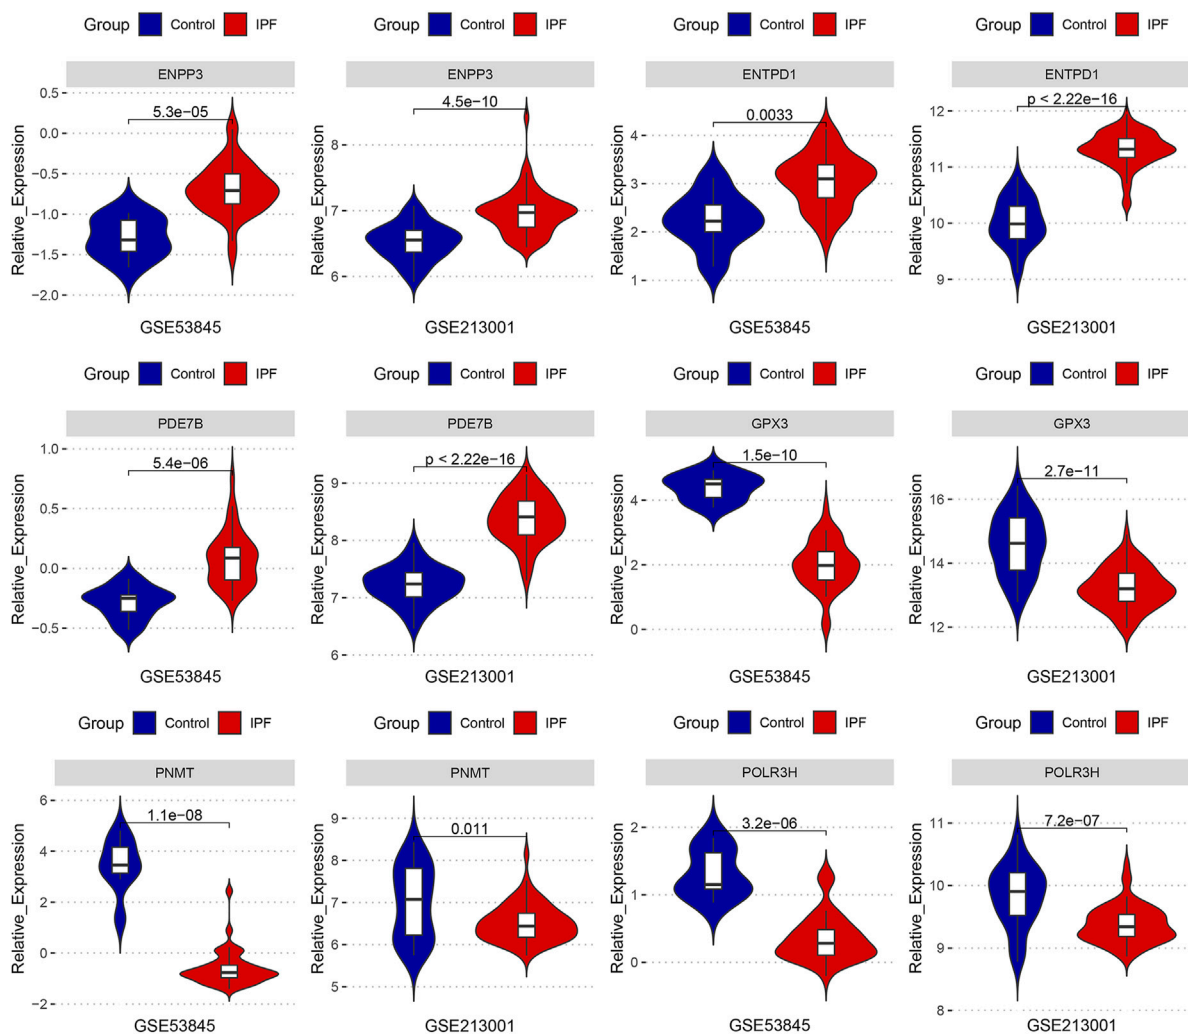 Group Control IPF
ENPP3
0.5
0.0
−0.5
−1.0
−1.5
−2.0
5.3e−05
Relative_Expression
GSE53845
Group Control IPF
ENPP3
8
7
6
4.5e−10
Relative_Expression
GSE213001
Group Control IPF
ENTPD1
4
3
2
1
0.0033
Relative_Expression
GSE53845
Group Control IPF
ENTPD1
12
11
10
9
p < 2.22e−16
Relative_Expression
GSE213001
Group Control IPF
PDE7B
1.0
0.5
0.0
−0.5
5.4e−06
Relative_Expression
GSE53845
Group Control IPF
PDE7B
9
8
7
6
p < 2.22e−16
Relative_Expression
GSE213001
Group Control IPF
GPX3
4
2
0
1.5e−10
Relative_Expression
GSE53845
Group Control IPF
GPX3
16
14
13
12
2.7e−11
Relative_Expression
GSE213001
Group Control IPF
PNMT
6
4
2
0
−2
1.1e−08
Relative_Expression
GSE53845
Group Control IPF
PNMT
9
8
7
6
5
0.011
Relative_Expression
GSE213001
Group Control IPF
POLR3H
2
1
0
3.2e−06
Relative_Expression
GSE53845
Group Control IPF
POLR3H
11
10
9
8
7.2e−07
Relative_Expression
GSE213001